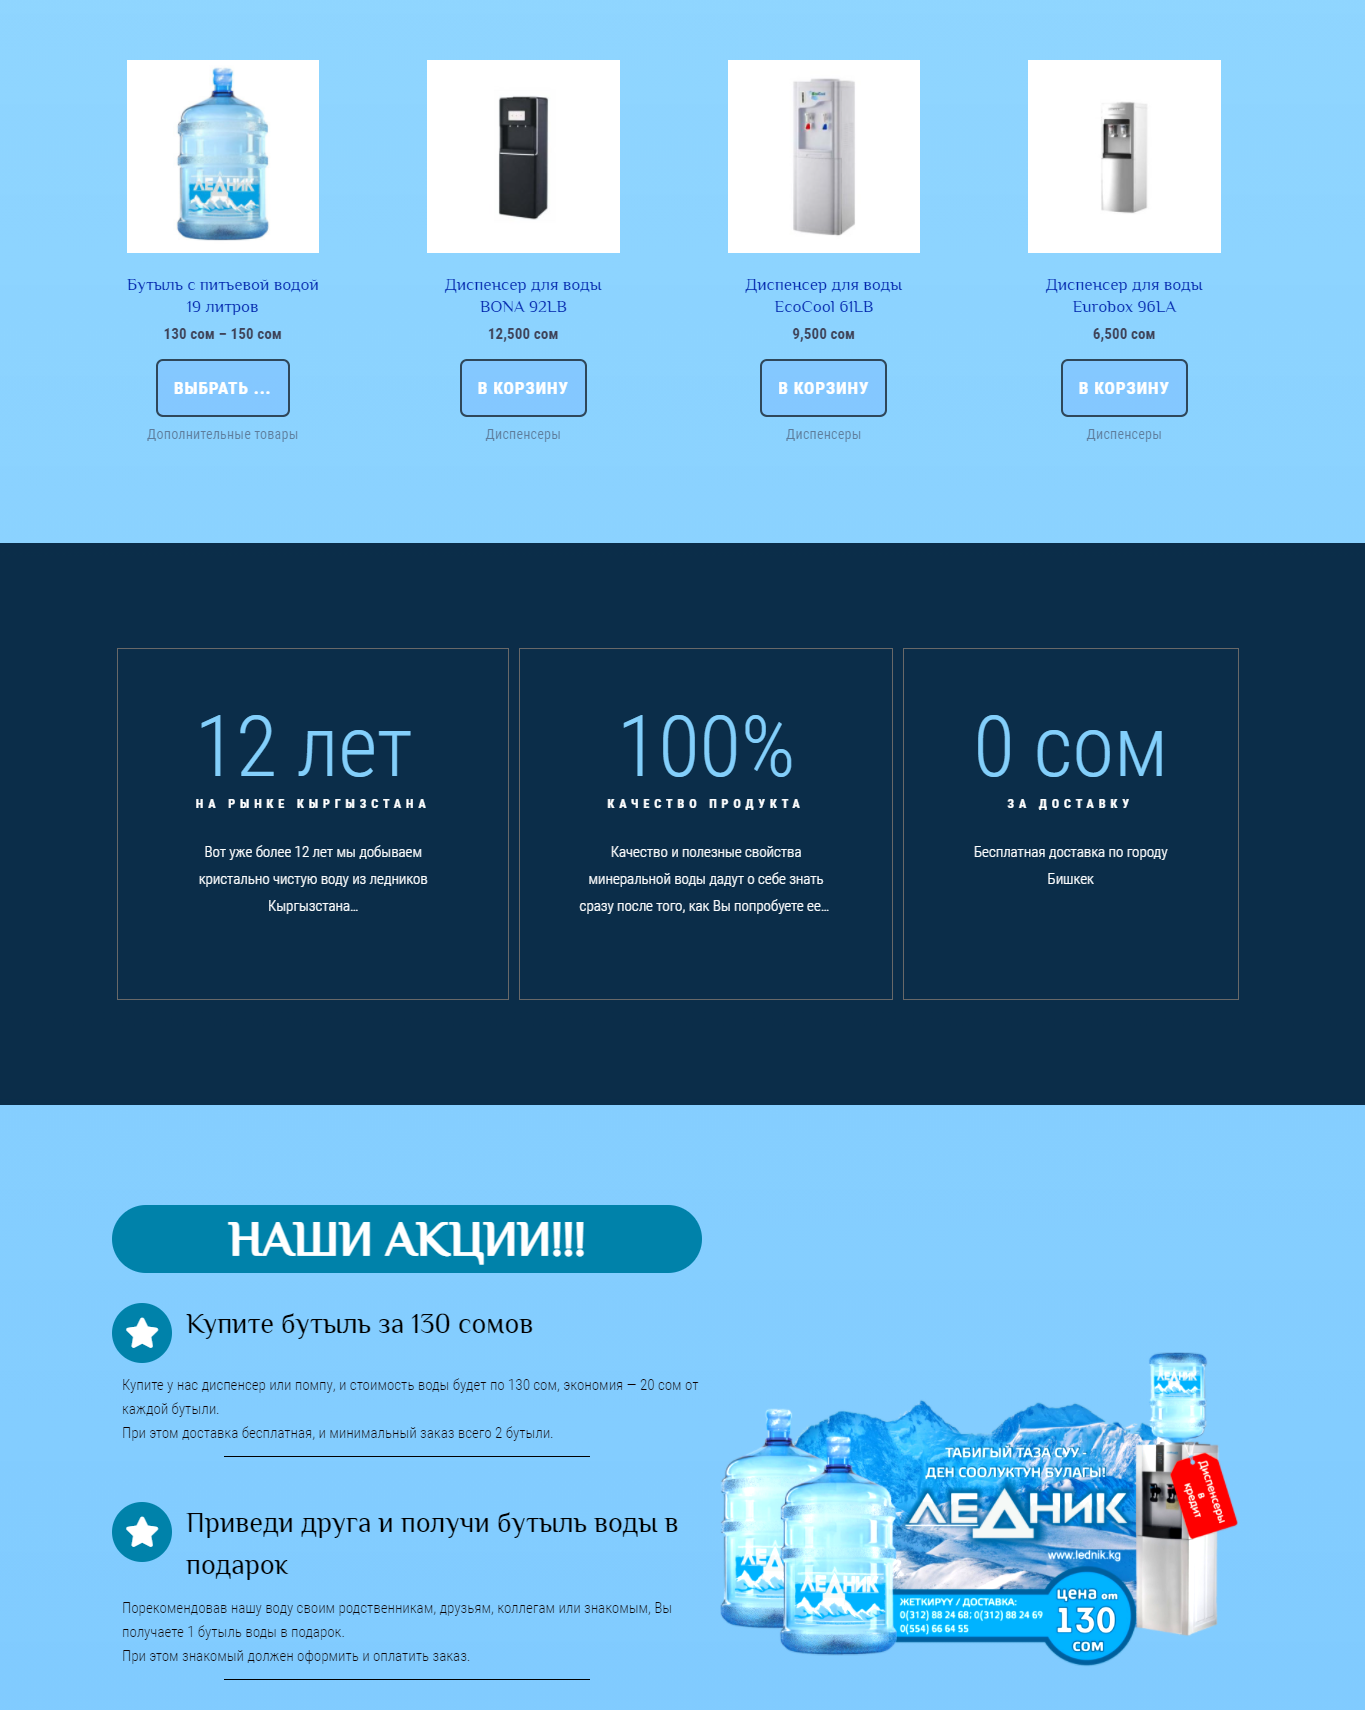 ЛЕДНИК
Бутыль с питьевой водой
19 литров
130 сом – 150 сом
ВЫБРАТЬ ...
Дополнительные товары
Диспенсер для воды
BONA 92LB
12,500 сом
В КОРЗИНУ
Диспенсеры
Диспенсер для воды
EcoCool 61LB
9,500 сом
В КОРЗИНУ
Диспенсеры
Диспенсер для воды
Eurobox 96LA
6,500 сом
В КОРЗИНУ
Диспенсеры
12 лет
НА РЫНКЕ КЫРГЫЗСТАНА
Вот уже более 12 лет мы добываем
кристально чистую воду из ледников
Кыргызстана...
100%
КАЧЕСТВО ПРОДУКТА
Качество и полезные свойства
минеральной воды дадут о себе знать
сразу после того, как Вы попробуете ее...
0 сом
ЗА ДОСТАВКУ
Бесплатная доставка по городу
Бишкек
НАШИ АКЦИИ!!!
Купите бутыль за 130 сомов
Купите у нас диспенсер или помпу, и стоимость воды будет по 130 сом, экономия — 20 сом от
каждой бутыли.
При этом доставка бесплатная, и минимальный заказ всего 2 бутыли.
Приведи друга и получи бутыль воды в
подарок
Порекомендовав нашу воду своим родственникам, друзьям, коллегам или знакомым, Вы
получаете 1 бутыль воды в подарок.
При этом знакомый должен оформить и оплатить заказ.
ЛЕДНИК
ТАБИГЫЙ ТАЗА СУУ -
ДЕН СООЛУКТУН БУЛАГЫ!
ЛЕДНИК
www.lednik.kg
Диспенсеры
в
кредит
ЛЕД
ЛЕДНИК
ЖЕТКИРҮҮ / ДОСТАВКА:
0(312) 88 24 68; 0(312) 88 24 69
0(554) 66 64 55
цена от
130
сом